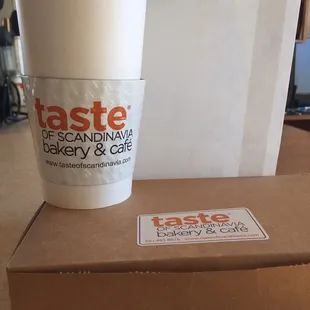 taste®
OF SCANDINAVIA
bakery & café
www.tasteofscandinavia.com
taste®
OF SCANDINAVIA
bakery & café